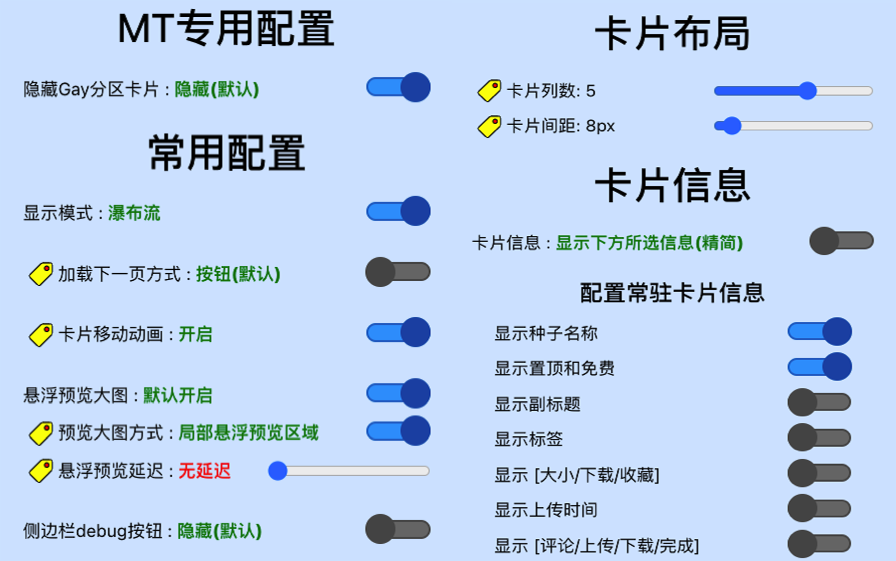 MT专用配置
隐藏Gay分区卡片 : 隐藏(默认)
常用配置
显示模式 : 瀑布流
加载下一页方式 : 按钮(默认)
卡片移动动画 : 开启
悬浮预览大图 : 默认开启
预览大图方式 : 局部悬浮预览区域
悬浮预览延迟 : 无延迟
侧边栏debug按钮 : 隐藏(默认)
卡片布局
卡片列数: 5
卡片间距: 8px
卡片信息
卡片信息 : 显示下方所选信息(精简)
配置常驻卡片信息
显示种子名称
显示置顶和免费
显示副标题
显示标签
显示 [大小/下载/收藏]
显示上传时间
显示 [评论/上传/下载/完成]